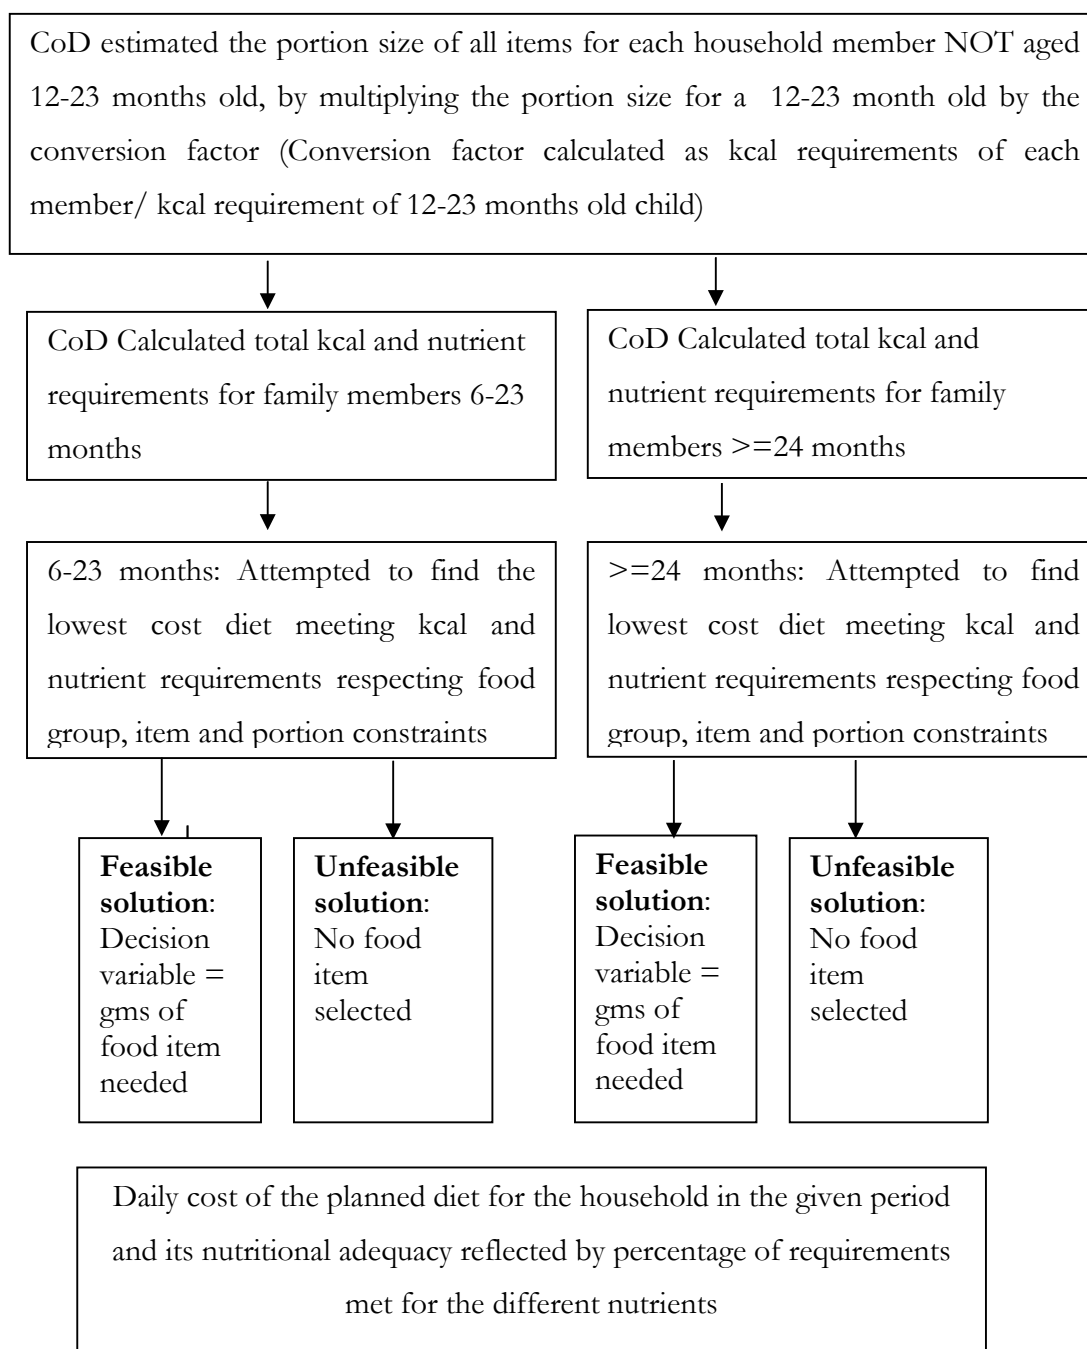 CoD estimated the portion size of all items for each household member NOT aged
12-23 months old, by multiplying the portion size for a 12-23 month old by the
conversion factor (Conversion factor calculated as kcal requirements of each
member/ kcal requirement of 12-23 months old child)
CoD Calculated total kcal and nutrient
requirements for family members 6-23
months
CoD Calculated total kcal and
nutrient requirements for family
members >=24 months
6-23 months: Attempted to find the
lowest cost diet meeting kcal and
nutrient requirements respecting food
group, item and portion constraints
>=24 months: Attempted to find
lowest cost diet meeting kcal and
nutrient requirements respecting food
group, item and portion constraints
Feasible
solution:
Decision
variable =
gms of
food item
needed
Unfeasible
solution:
No food
item
selected
Feasible
solution:
Decision
variable =
gms of
food item
needed
Unfeasible
solution:
No food
item
selected
Daily cost of the planned diet for the household in the given period
and its nutritional adequacy reflected by percentage of requirements
met for the different nutrients